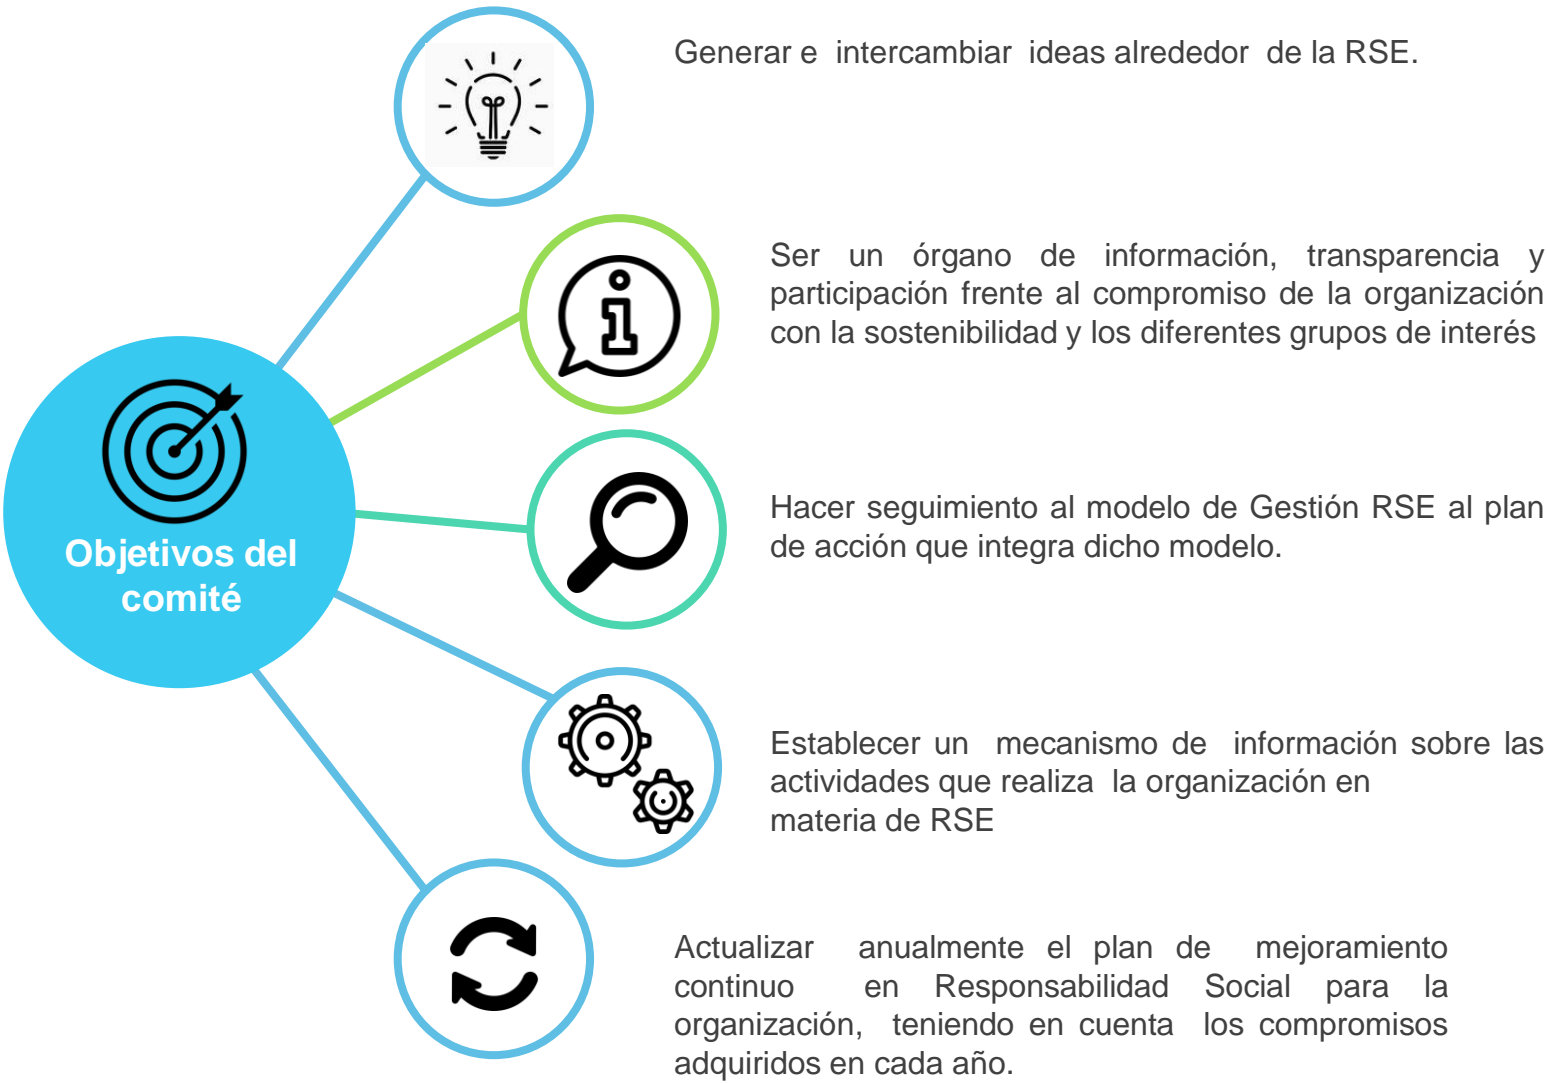 Generar e intercambiar ideas alrededor de la RSE.
Ser un órgano de información, transparencia y
participación frente al compromiso de la organización
con la sostenibilidad y los diferentes grupos de interés
Objetivos del
comité
Hacer seguimiento al modelo de Gestión RSE al plan
de acción que integra dicho modelo.
Establecer un mecanismo de información sobre las
actividades que realiza la organización en
materia de RSE
Actualizar anualmente el plan de mejoramiento
continuo en Responsabilidad Social para la
organización, teniendo en cuenta los compromisos
adquiridos en cada año.